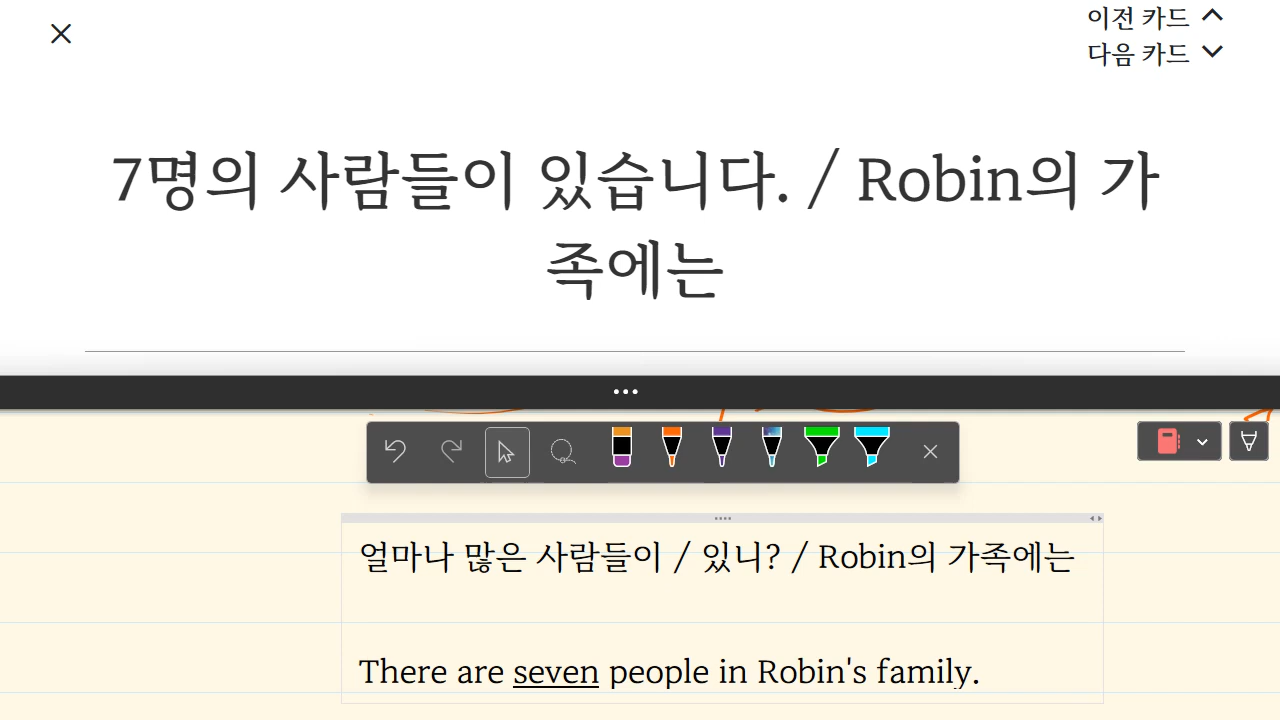 이전 카드
다음 카드
7명의 사람들이 있습니다. / Robin의 가
족에는
얼마나 많은 사람들이 / 있니? / Robin의 가족에는
There are seven people in Robin's family.